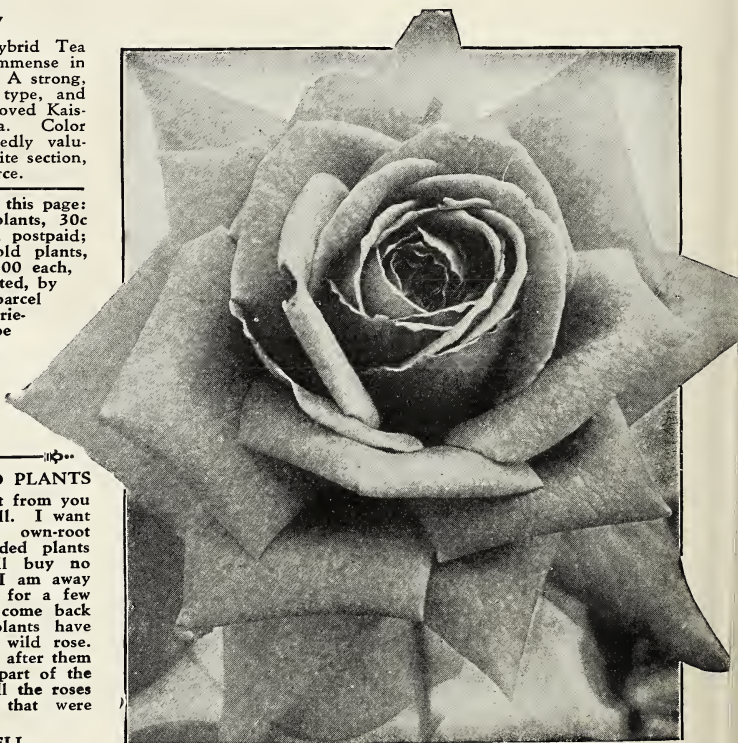 Y
ybrid Tea
mmense in
A strong,
type, and
oved Kais-
a. Color
edly valu-
ite section,
rce.
this page:
plants, 30c
postpaid;
old plants,
00 each,
ted, by
parcel
rie-
be
D PLANTS
t from you
ll. I want
own-root
ded plants
ll buy no
I am away
for a few
come back
plants have
wild rose.
after them
part of the
ll the roses
that were
ELL